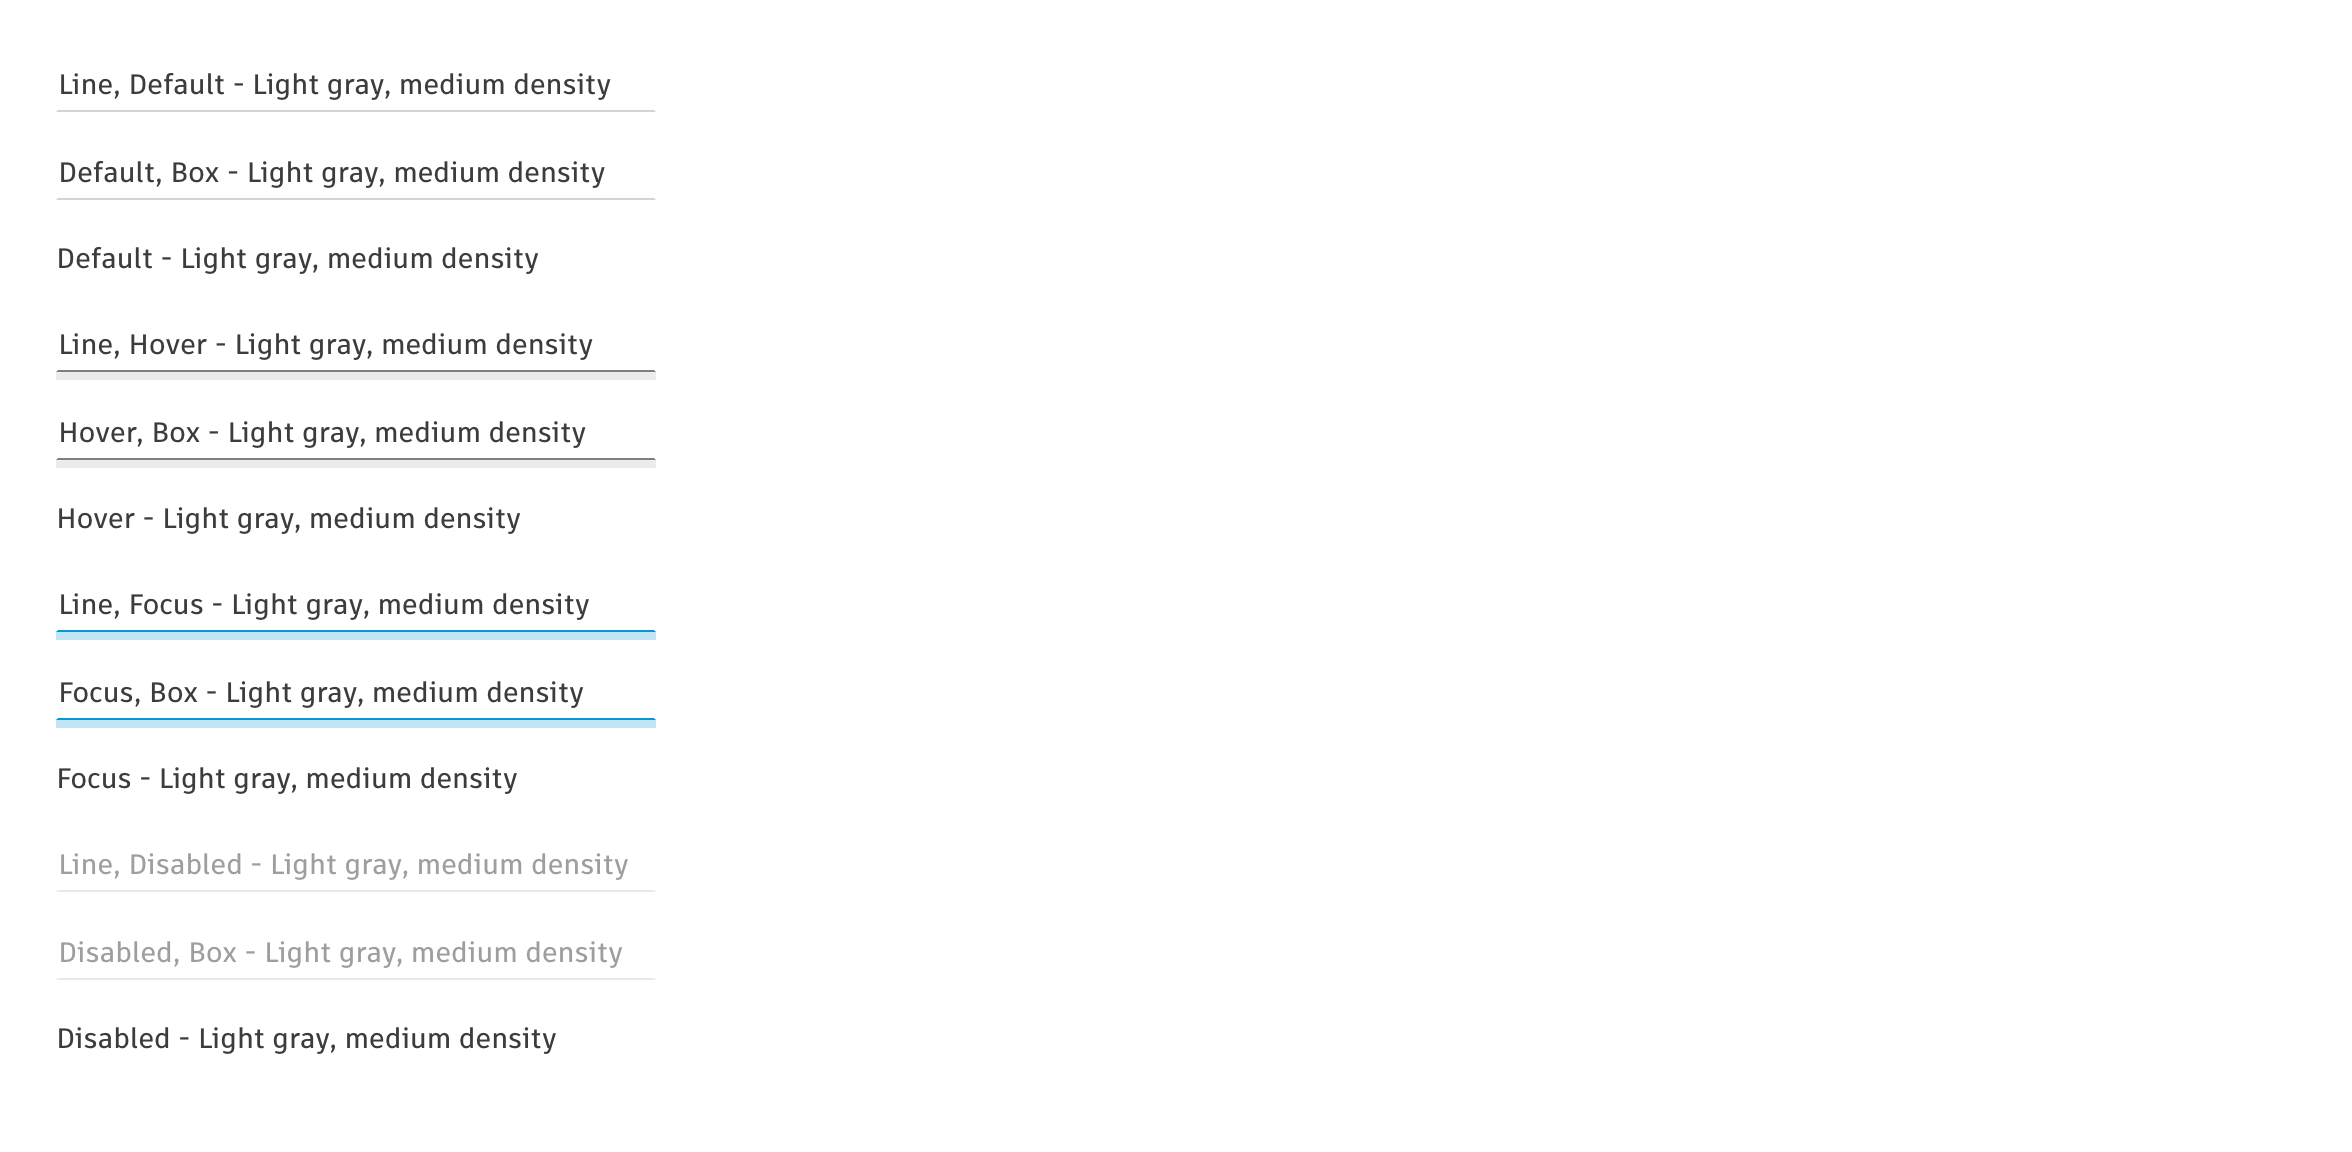 Line, Default - Light gray, medium density
Default, Box - Light gray, medium density
Default - Light gray, medium density
Line, Hover - Light gray, medium density
Hover, Box - Light gray, medium density
Hover - Light gray, medium density
Line, Focus - Light gray, medium density
Focus, Box - Light gray, medium density
Focus - Light gray, medium density
Line, Disabled - Light gray, medium density
Disabled, Box - Light gray, medium density
Disabled - Light gray, medium density